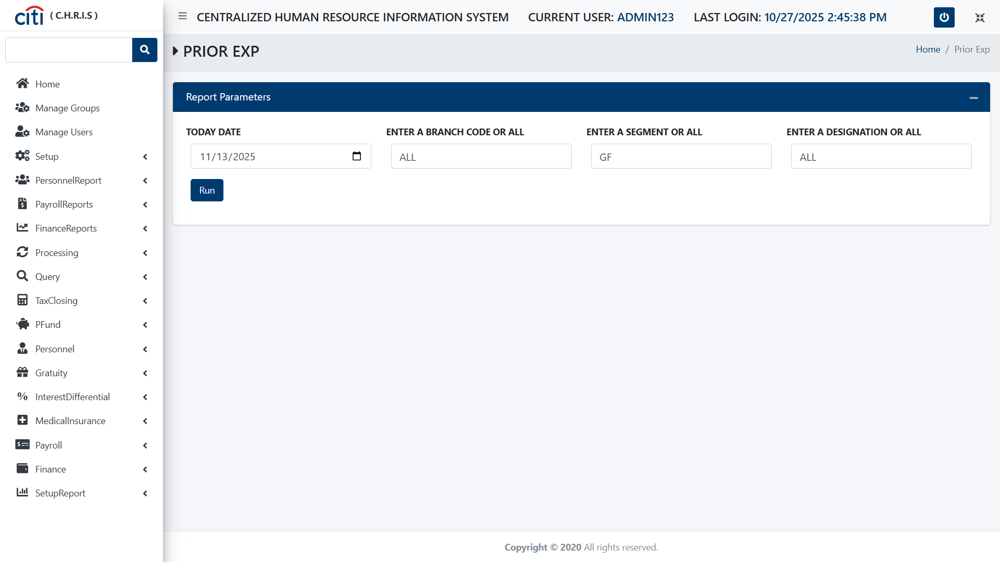 citi ( C.H.R.I.S )
CENTRALIZED HUMAN RESOURCE INFORMATION SYSTEM CURRENT USER: ADMIN123 LAST LOGIN: 10/27/2025 2:45:38 PM
PRIOR EXP
Home / Prior Exp
Home
Manage Groups
Manage Users
Setup
PersonnelReport
PayrollReports
FinanceReports
Processing
Query
TaxClosing
PFund
Personnel
Gratuity
InterestDifferential
MedicalInsurance
Payroll
Finance
SetupReport
Report Parameters
TODAY DATE
11/13/2025
ENTER A BRANCH CODE OR ALL
ALL
ENTER A SEGMENT OR ALL
GF
ENTER A DESIGNATION OR ALL
ALL
Run
Copyright © 2020 All rights reserved.